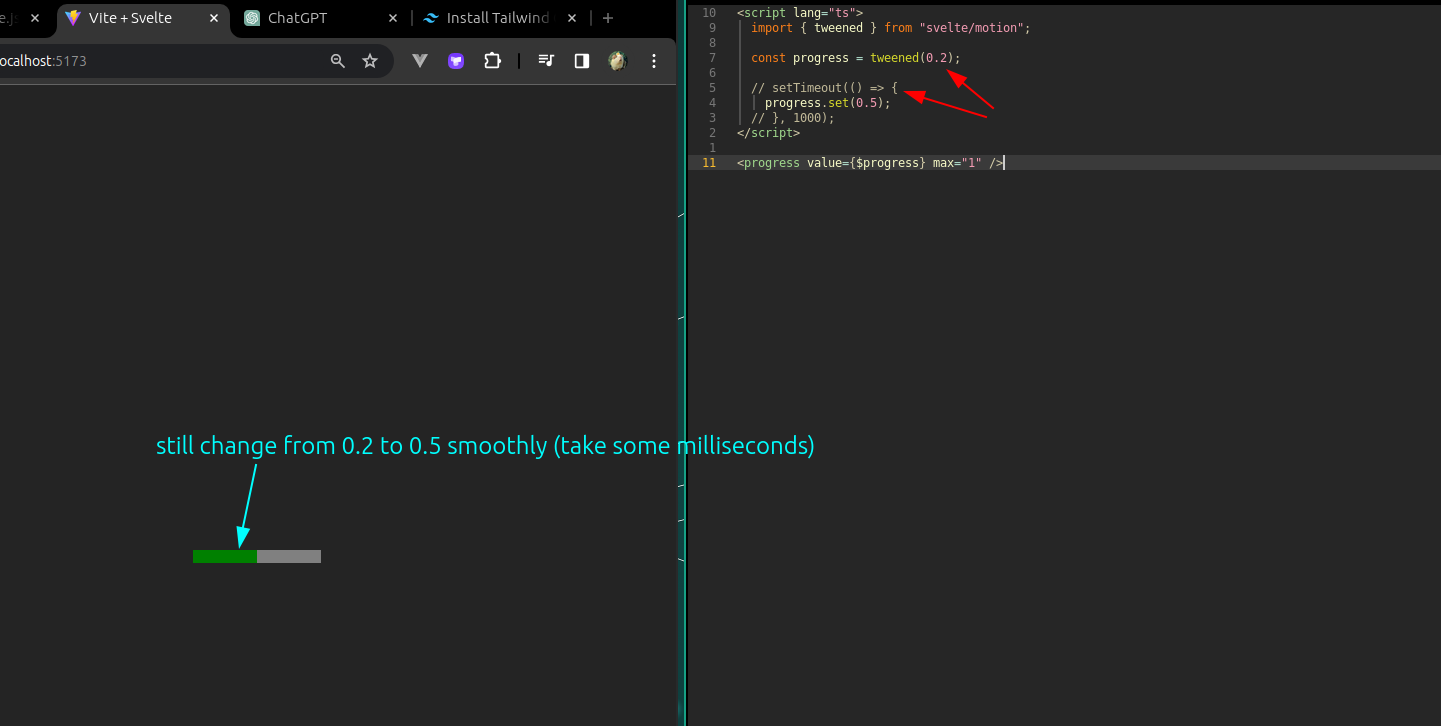 e.js
Vite + Svelte
ChatGPT
Install Tailwind
ocalhost:5173
10 <script lang="ts">
9 import { tweened } from "svelte/motion";
8
7 const progress = tweened(0.2);
6
5 // setTimeout(() => {
4 progress.set(0.5);
3 // }, 1000);
2 </script>
1
11 <progress value={$progress} max="1" />
still change from 0.2 to 0.5 smoothly (take some milliseconds)